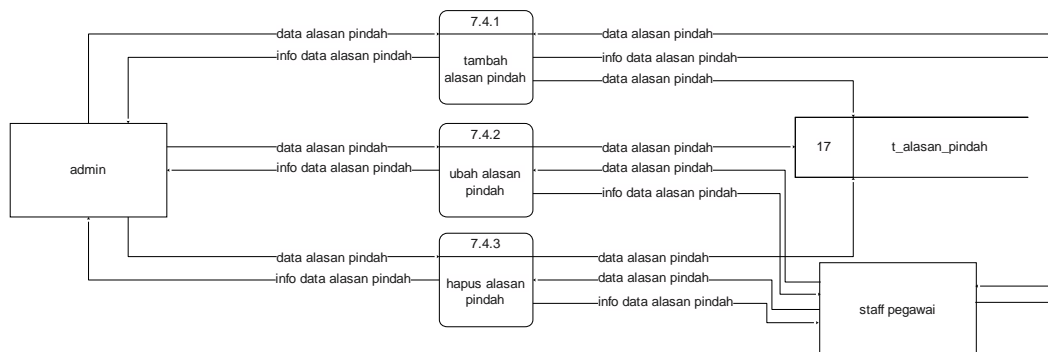 7.4.1
data alasan pindah
data alasan pindah
info data alasan pindah
info data alasan pindah
tambah
alasan pindah
data alasan pindah
7.4.2
admin
data alasan pindah
data alasan pindah
17
t_alasan_pindah
info data alasan pindah
ubah alasan
pindah
data alasan pindah
info data alasan pindah
7.4.3
data alasan pindah
data alasan pindah
info data alasan pindah
hapus alasan
pindah
data alasan pindah
info data alasan pindah
staff pegawai